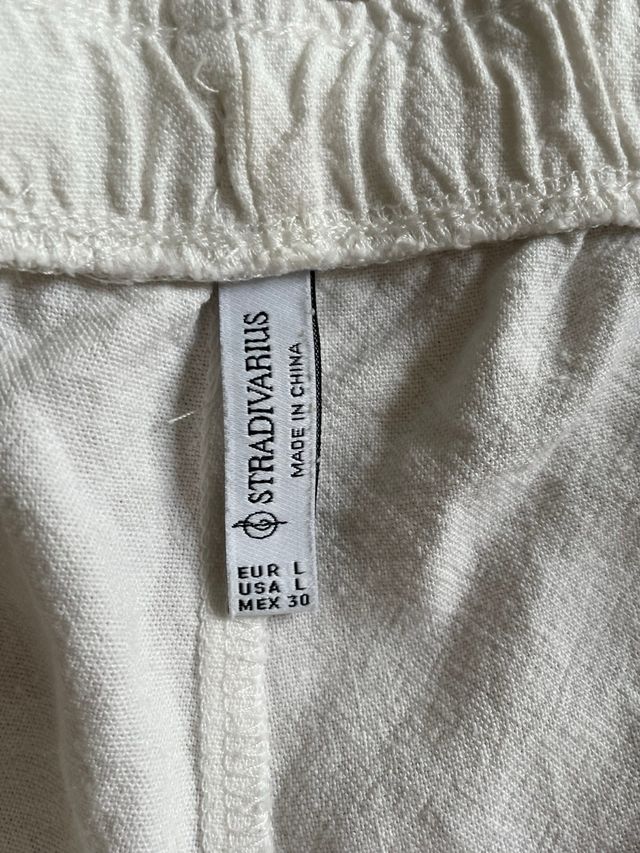 STRADIVARIUS
MADE IN CHINA
EUR L
USA L
MEX 30